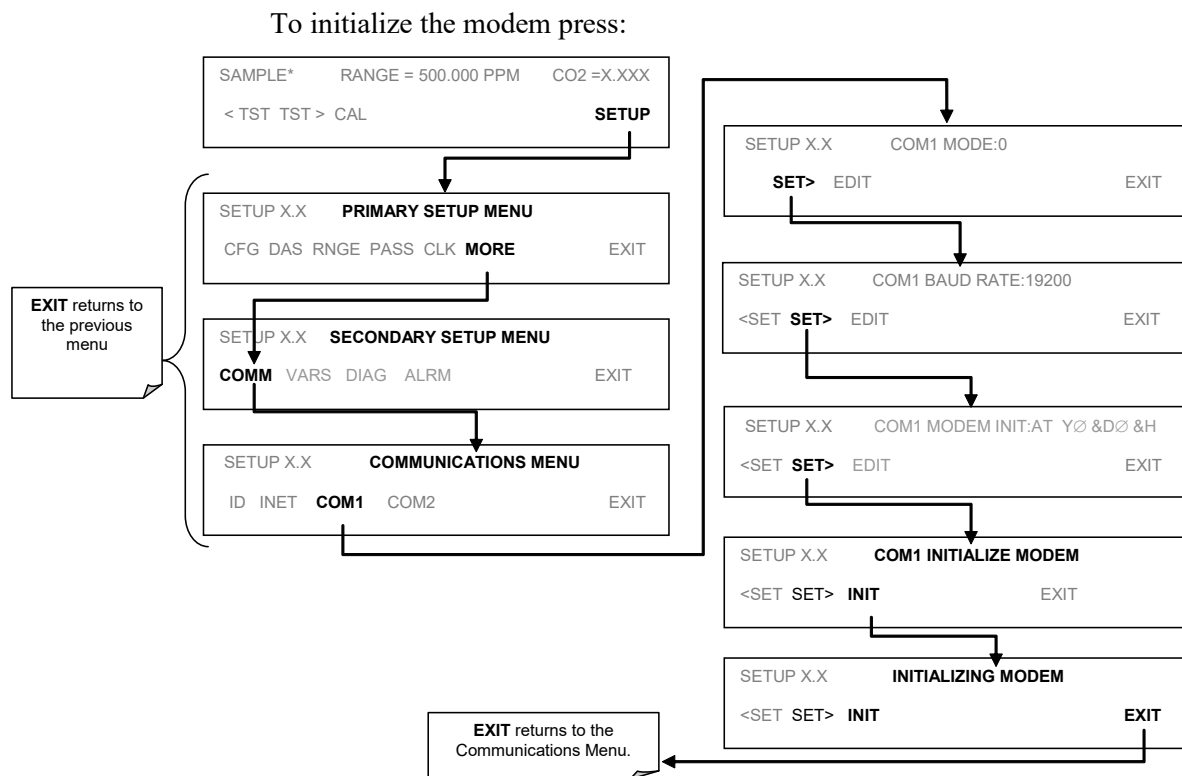 To initialize the modem press:
SAMPLE* RANGE = 500.000 PPM CO2 =X.XXX
< TST TST > CAL SETUP
SETUP X.X PRIMARY SETUP MENU
CFG DAS RNGE PASS CLK MORE EXIT
EXIT returns to
the previous
menu
SETUP X.X SECONDARY SETUP MENU
COMM VARS DIAG ALRM EXIT
SETUP X.X COMMUNICATIONS MENU
ID INET COM1 COM2 EXIT
SETUP X.X COM1 MODE:0
SET> EDIT EXIT
SETUP X.X COM1 BAUD RATE:19200
<SET SET> EDIT EXIT
SETUP X.X COM1 MODEM INIT:AT Y∅ &D∅ &H
<SET SET> EDIT EXIT
SETUP X.X COM1 INITIALIZE MODEM
<SET SET> INIT EXIT
SETUP X.X INITIALIZING MODEM
<SET SET> INIT EXIT
EXIT returns to the
Communications Menu.